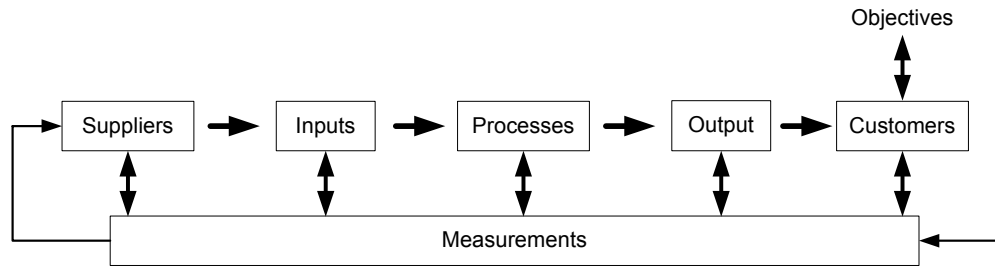 Objectives
Suppliers
Inputs
Processes
Output
Customers
Measurements